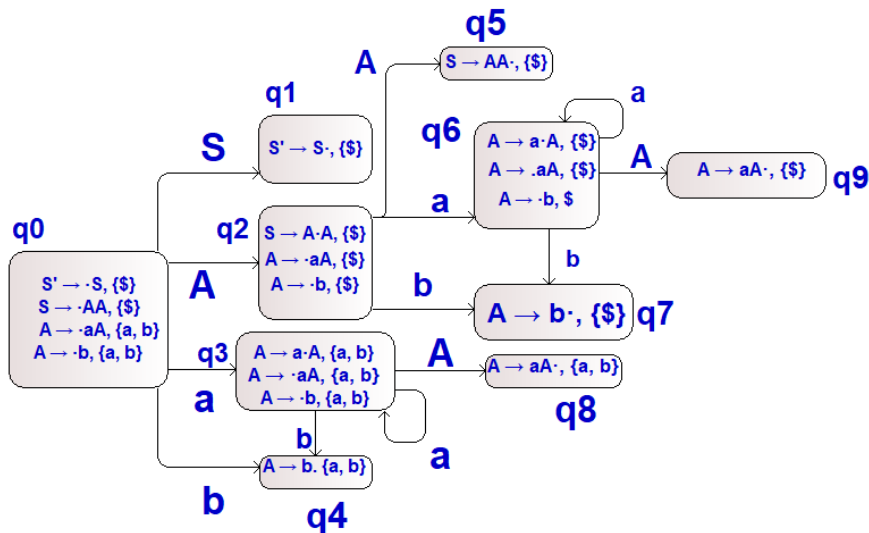 q5
A
S → AA·, {$}
q1
S
S' → S·, {$}
q6
a
A → a·A, {$}
A → .aA, {$}
A → ·b, $
A
A → aA·, {$}
q9
q0
S' → ·S, {$}
S → ·AA, {$}
A → ·aA, {a, b}
A → ·b, {a, b}
A
q2
S → A·A, {$}
A → ·aA, {$}
A → ·b, {$}
a
b
b
A → b·, {$}
q7
q3
a
A → a·A, {a, b}
A → ·aA, {a, b}
A → ·b, {a, b}
A
A → aA·, {a, b}
q8
a
b
b
A → b. {a, b}
q4